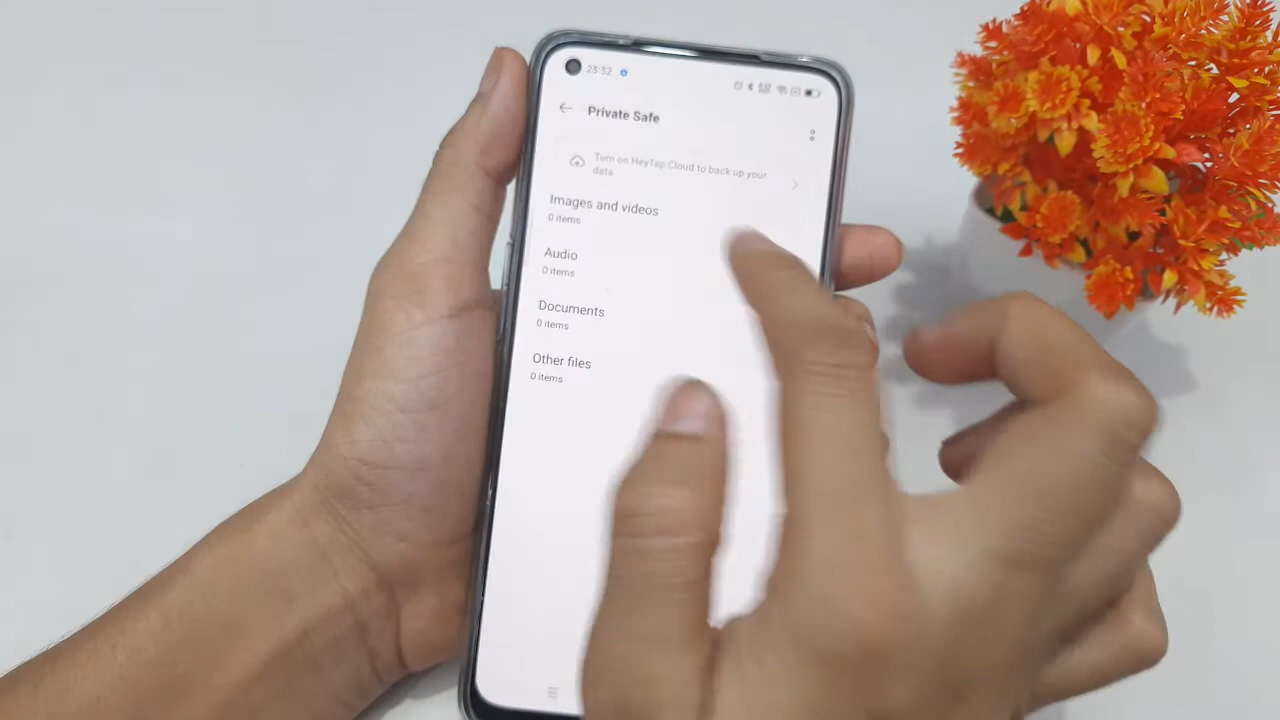 23:32
Private Safe
Turn on HeyTap Cloud to back up your
data
Images and videos
0 items
Audio
0 items
Documents
0 items
Other files
0 items